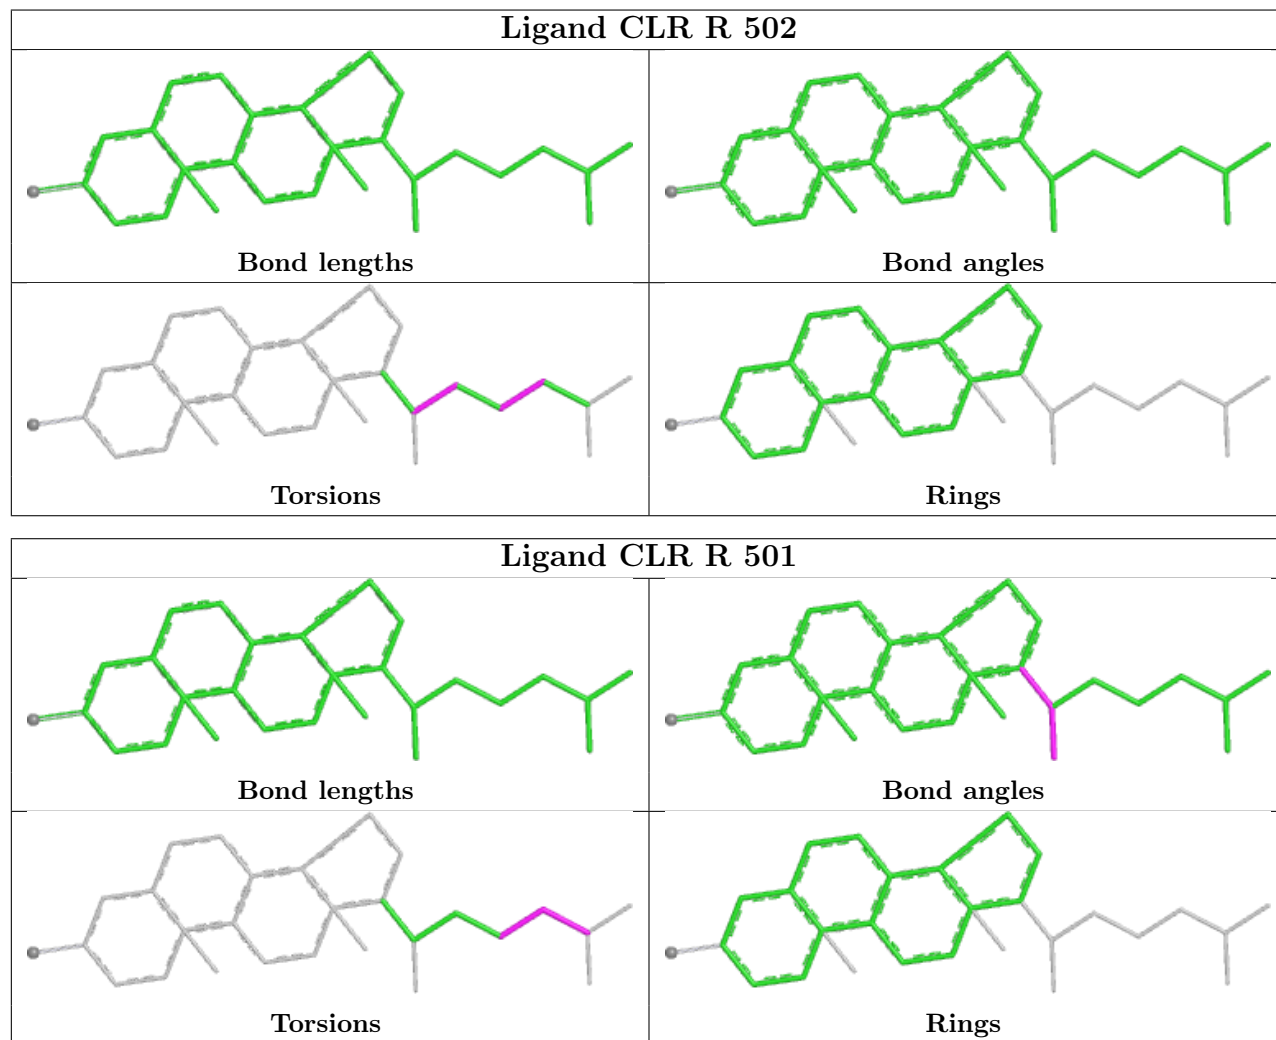 Ligand CLR R 502
Bond lengths
Bond angles
Torsions
Rings
Ligand CLR R 501
Bond lengths
Bond angles
Torsions
Rings